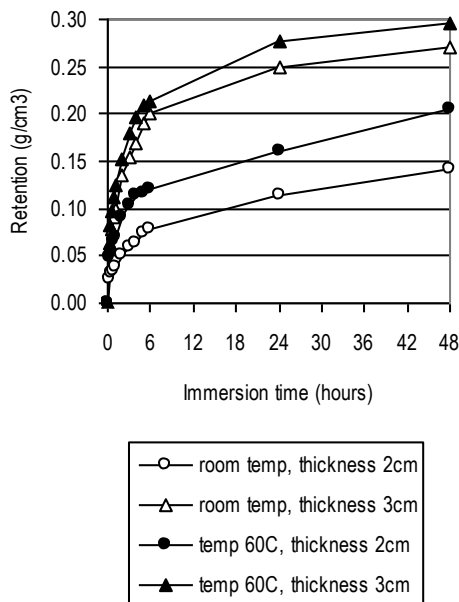 0.30
0.25
0.20
0.15
0.10
0.05
0.00
Retention (g/cm3)
0 6 12 18 24 30 36 42 48
Immersion time (hours)
room temp, thickness 2cm
room temp, thickness 3cm
temp 60C, thickness 2cm
temp 60C, thickness 3cm